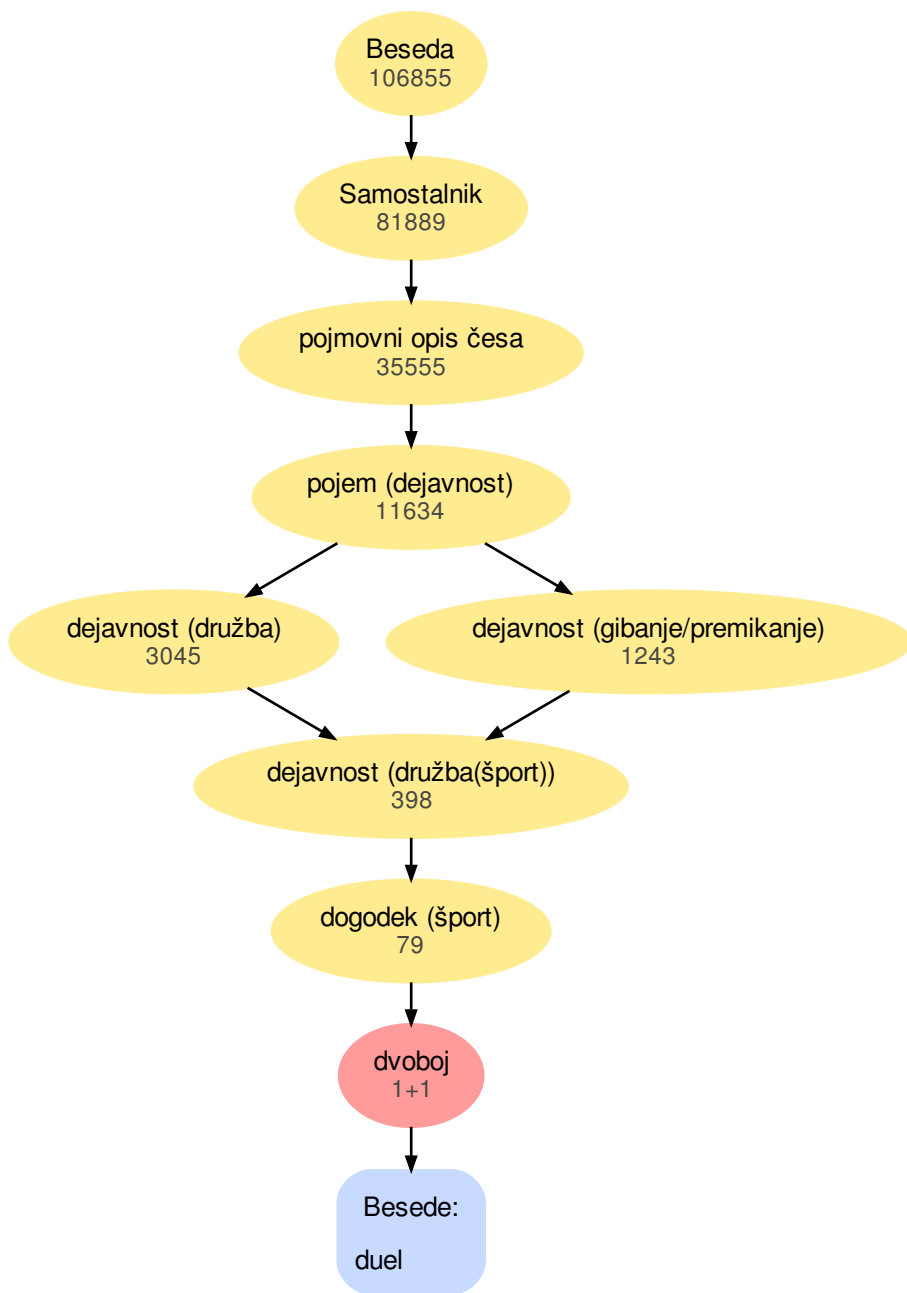 Beseda
106855
Samostalnik
81889
pojmovni opis česa
35555
pojem (dejavnost)
11634
dejavnost (družba)
3045
dejavnost (gibanje/premikanje)
1243
dejavnost (družba(šport))
398
dogodek (šport)
79
dvoboj
1+1
Besede:
duel